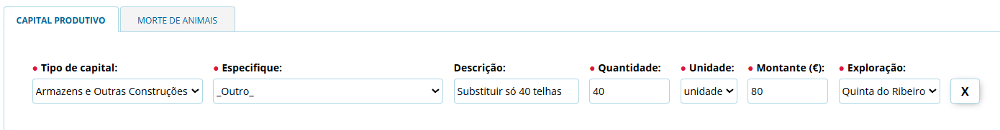 CAPITAL PRODUTIVO MORTE DE ANIMAIS
• Tipo de capital: • Especifique: Descrição: • Quantidade: • Unidade: • Montante (€): • Exploração:
Armazens e Outras Construções _Outro_ Substituir só 40 telhas 40 unidade 80 Quinta do Ribeiro X